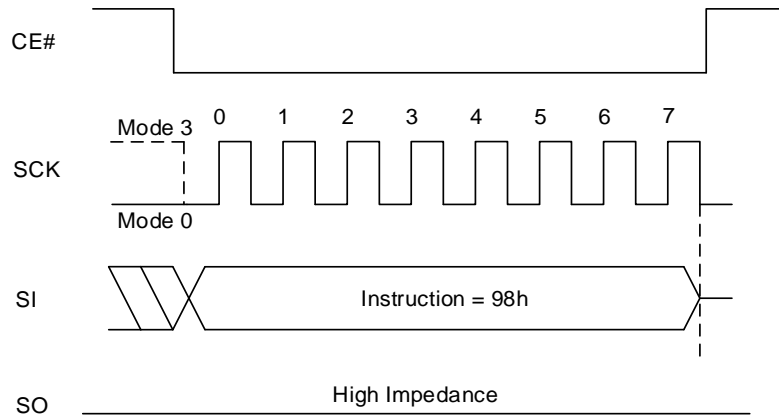 CE#
Mode 3
0 1 2 3 4 5 6 7
SCK
Mode 0
SI
Instruction = 98h
SO
High Impedance